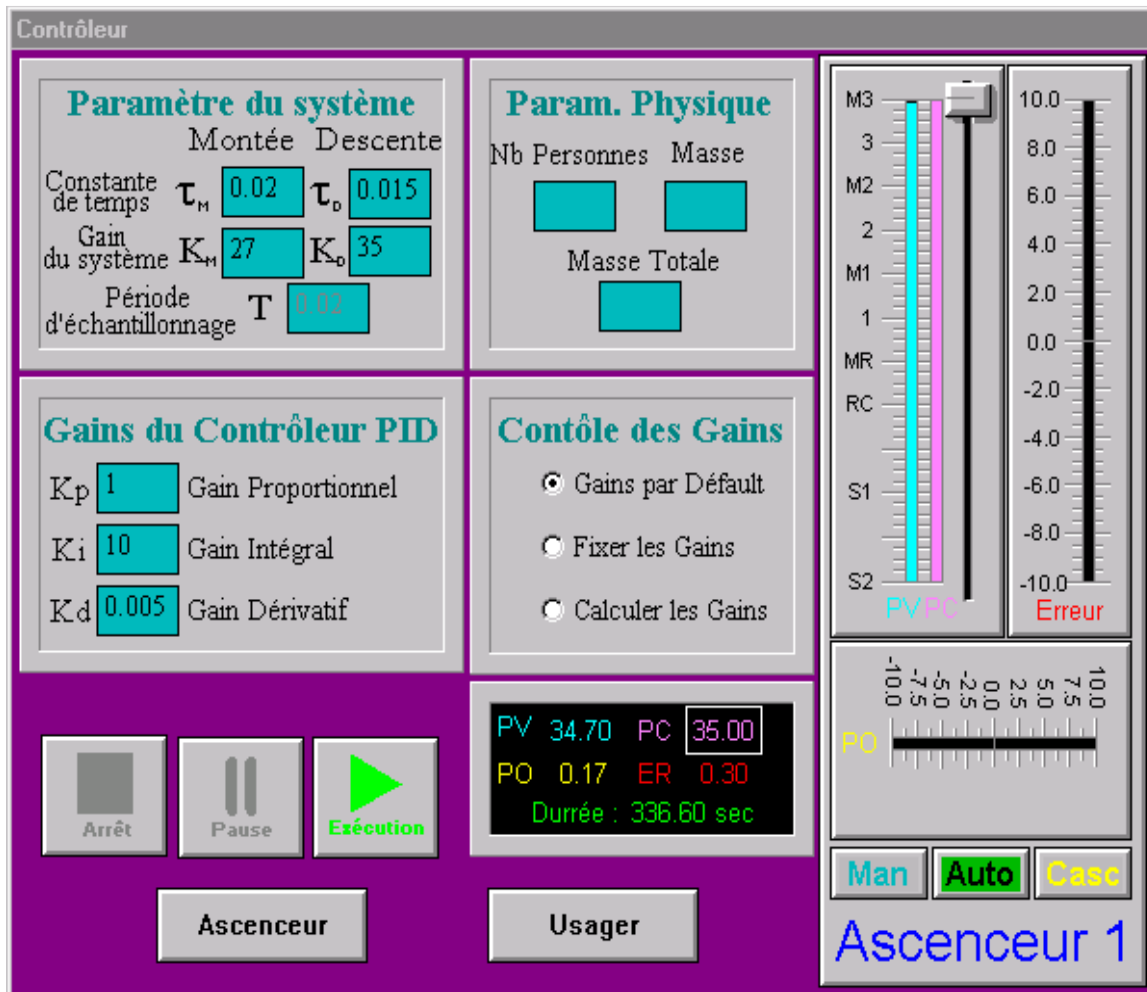 Contrôleur
Paramètre du système
Montée Descente
Constante
de temps τM 0.02 τD 0.015
Gain
du système KM 27 KD 35
Période
d'échantillonnage T 0.02
Param. Physique
Nb Personnes Masse
Masse Totale
Gains du Contrôleur PID
Kp 1 Gain Proportionnel
Ki 10 Gain Intégral
Kd 0.005 Gain Dérivatif
Contôle des Gains
Gains par Défault
Fixer les Gains
Calculer les Gains
PV 34.70 PC 35.00
PO 0.17 ER 0.30
Durrée : 336.60 sec
Arrêt
Pause
Exécution
Ascenceur
Usager
M3
3
M2
2
M1
1
MR
RC
S1
S2
PV PC
10.0
8.0
6.0
4.0
2.0
0.0
-2.0
-4.0
-6.0
-8.0
-10.0
Erreur
-10.0 -7.5 -5.0 -2.5 0.0 2.5 5.0 7.5 10.0
PO
Man Auto Casc
Ascenceur 1